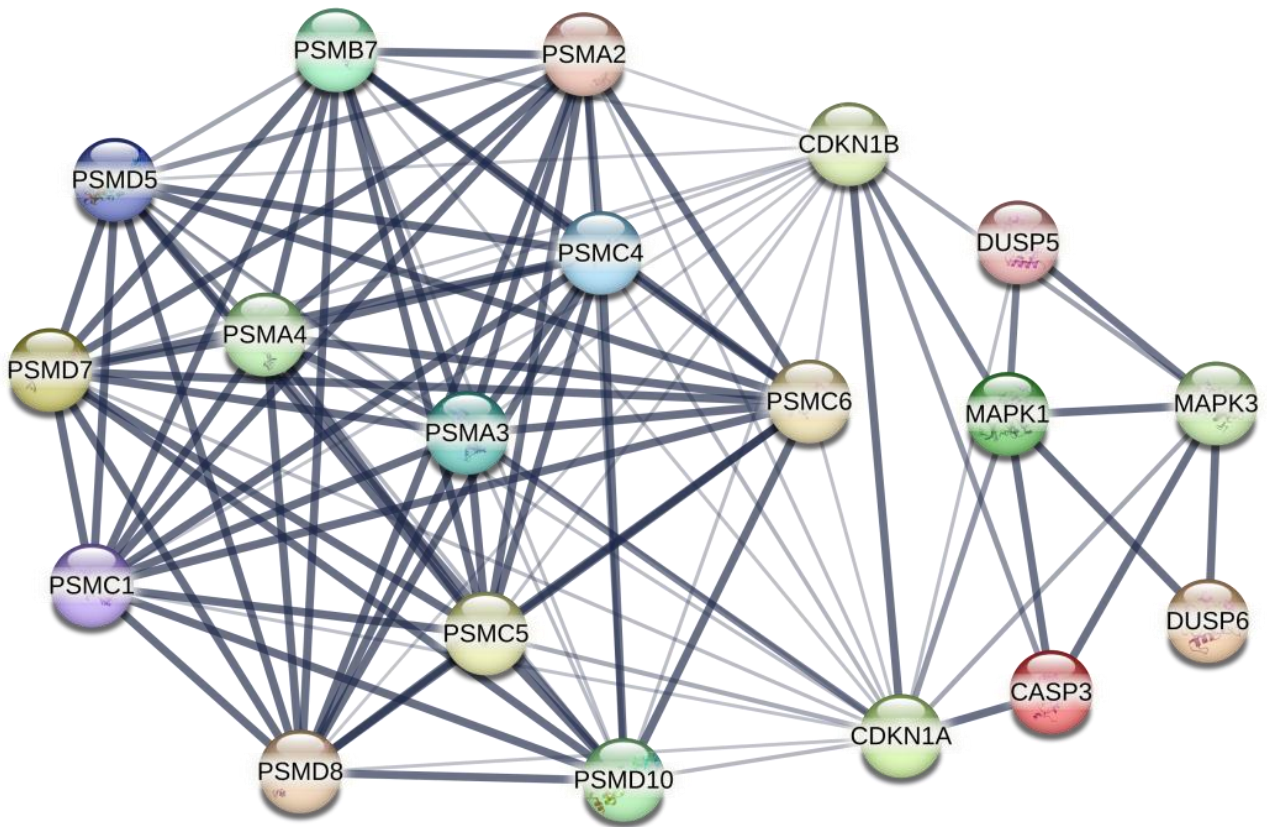 PSMB7
PSMA2
CDKN1B
PSMD5
DUSP5
PSMC4
PSMA4
PSMD7
PSMC6
MAPK1
MAPK3
PSMA3
PSMC1
PSMC5
DUSP6
CASP3
CDKN1A
PSMD8
PSMD10